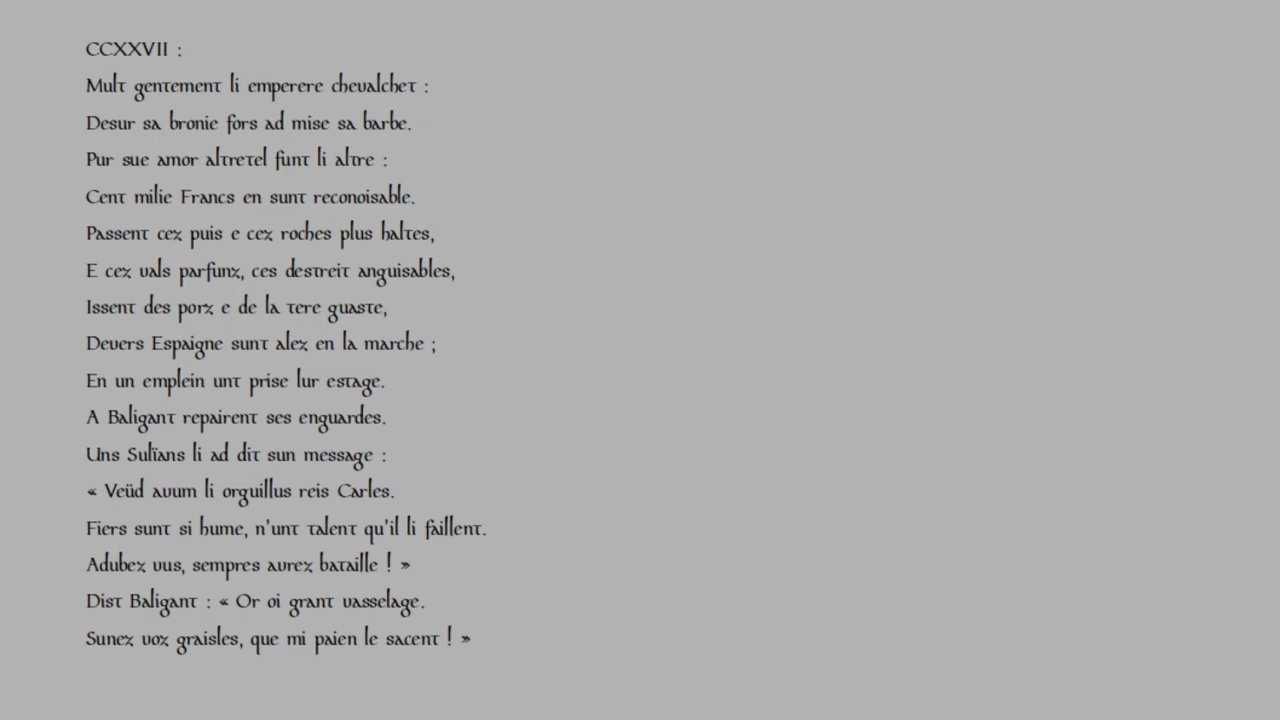 CCXXVII :
Mult gentement li emperere chevalchet :
Desur sa bronie fors ad mise sa barbe.
Pur sue amor altretel funt li altre :
Cent milie Francs en sunt reconoisable.
Passent cez puis e cez roches plus haltes,
E cez vals parfunz, ces destreit anguisables,
Issent des porz e de la tere guaste,
Devers Espaigne sunt alez en la marche ;
En un emplein unt prise lur estage.
A Baligant repairent ses enguardes.
Uns Sulïans li ad dit sun message :
« Veüd avum li orguillus reis Carles.
Fiers sunt si hume, n'unt talent qu'il li faillent.
Adubez vus, sempres avrez bataille ! »
Dist Baligant : « Or oi grant vasselage.
Sunez voz graisles, que mi paien le sacent ! »